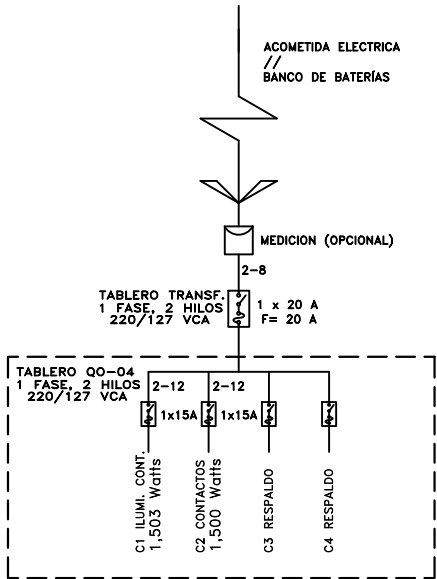 ACOMETIDA ELECTRICA
//
BANCO DE BATERÍAS
MEDICION (OPCIONAL)
2-8
TABLERO TRANSF.
1 FASE, 2 HILOS
220/127 VCA
1 x 20 A
F= 20 A
TABLERO QO-04
1 FASE, 2 HILOS
220/127 VCA
2-12
2-12
1x15A
1x15A
C1 ILUMI. CONT.
1,503 Watts
C2 CONTACTOS
1,500 Watts
C3 RESPALDO
C4 RESPALDO